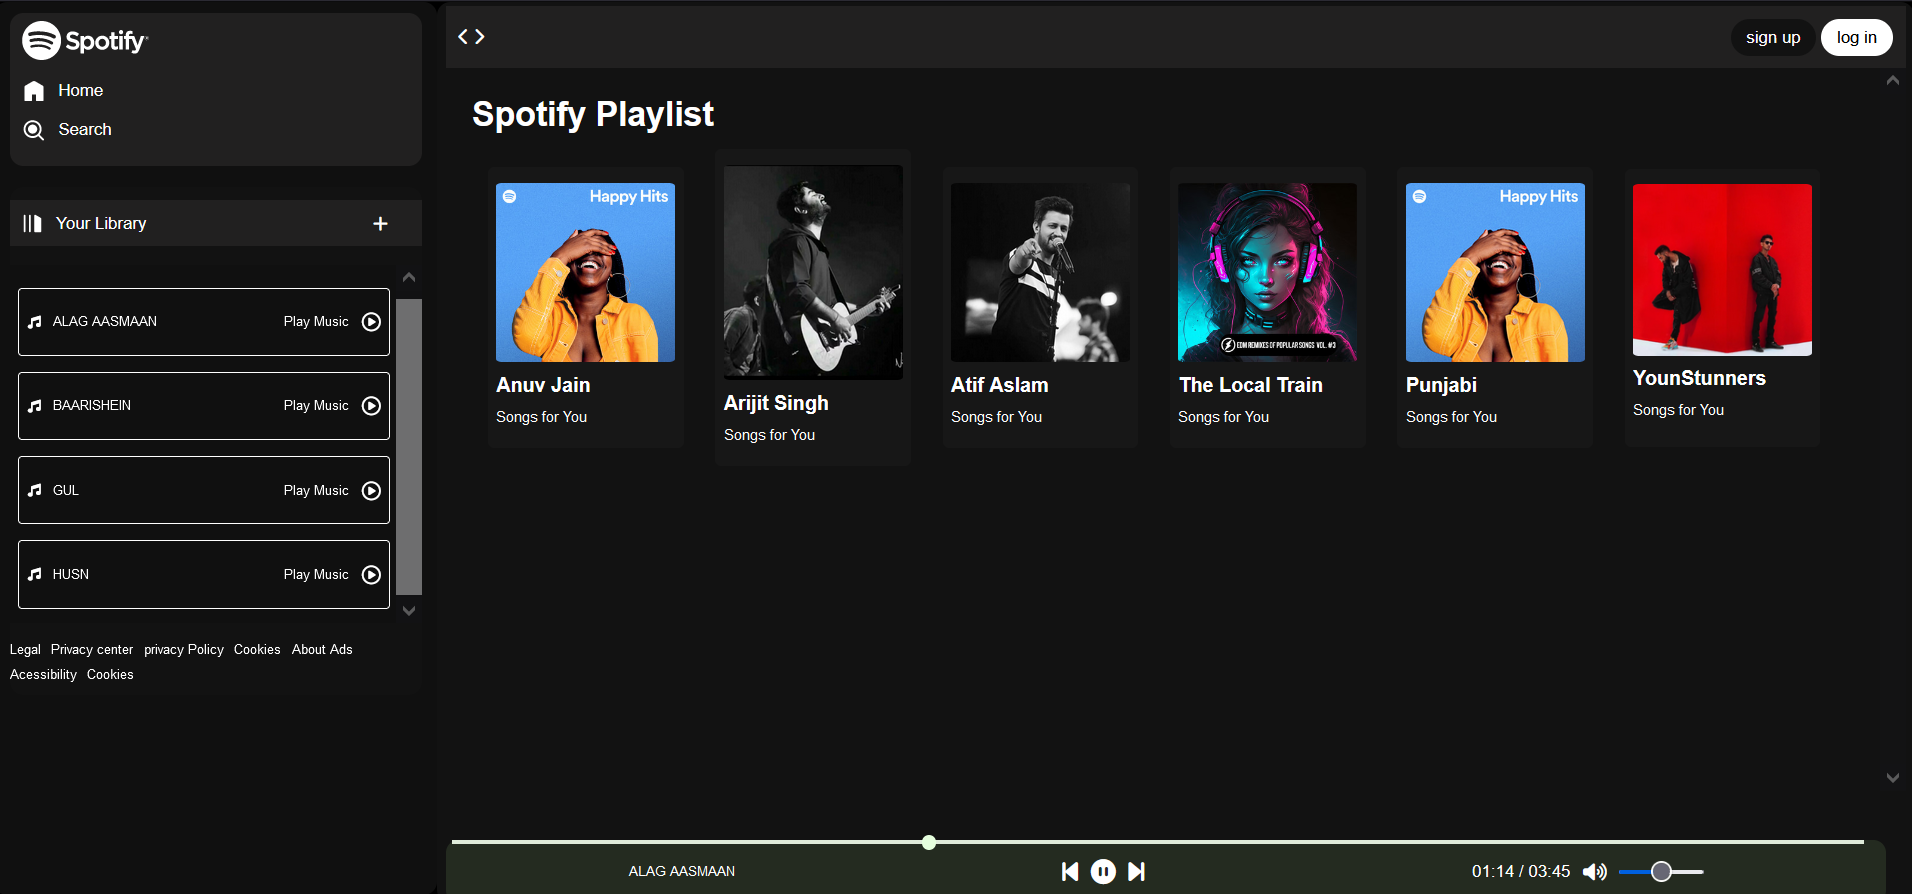 Spotify
Home
Search
Your Library
ALAG AASMAAN Play Music
BAARISHEIN Play Music
GUL Play Music
HUSN Play Music
Legal Privacy center privacy Policy Cookies About Ads
Acessibility Cookies
sign up log in
Spotify Playlist
Happy Hits
Anuv Jain
Songs for You
Arijit Singh
Songs for You
Atif Aslam
Songs for You
EDM REMIXES OF POPULAR SONGS VOL. #3
The Local Train
Songs for You
Happy Hits
Punjabi
Songs for You
YounStunners
Songs for You
ALAG AASMAAN
01:14 / 03:45